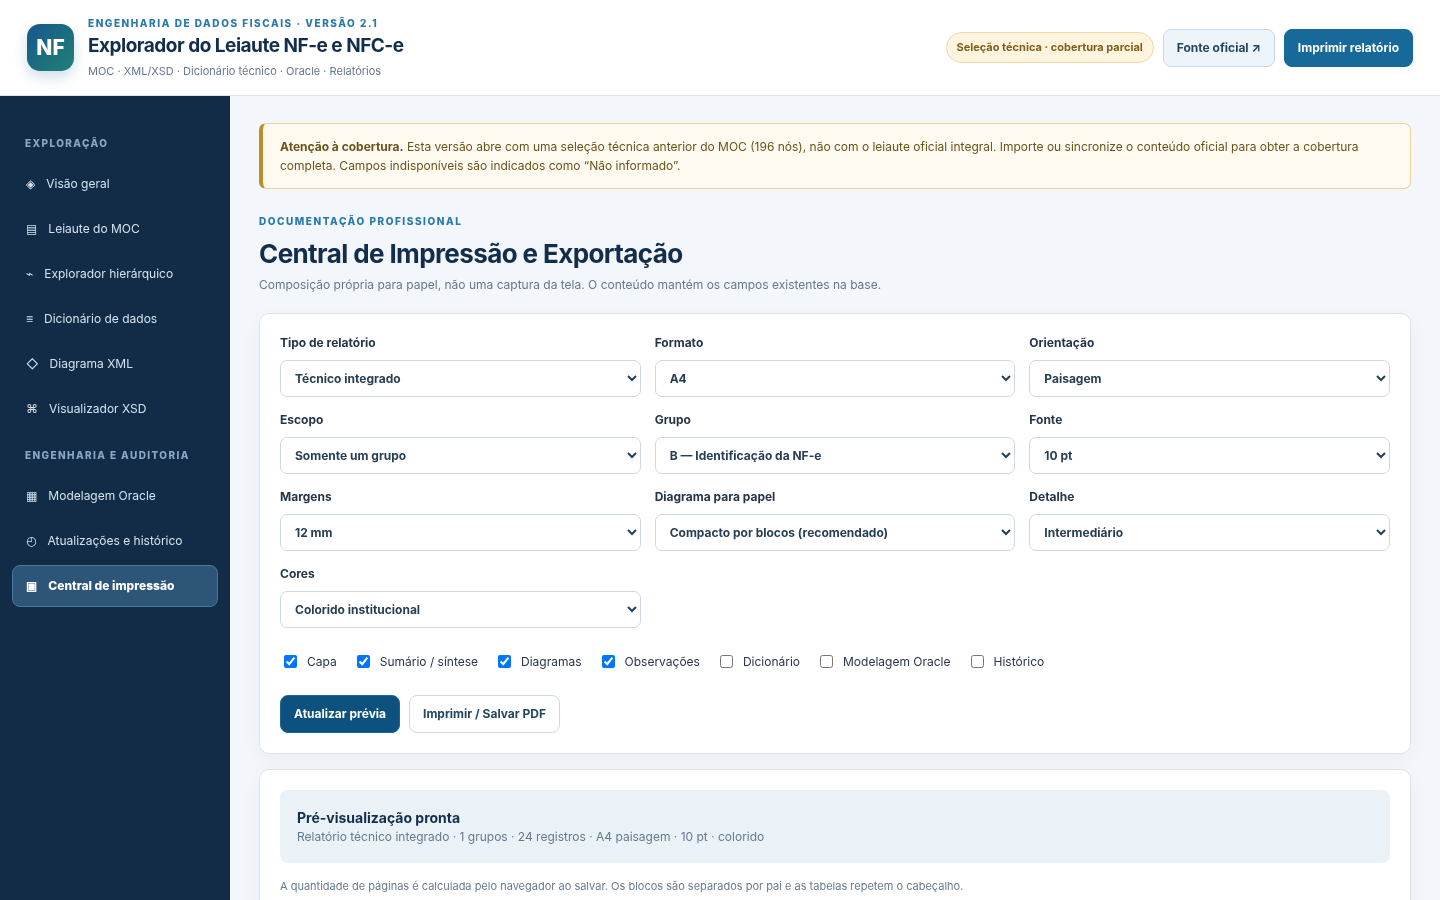 NF
ENGENHARIA DE DADOS FISCAIS · VERSÃO 2.1
Explorador do Leiaute NF-e e NFC-e
MOC · XML/XSD · Dicionário técnico · Oracle · Relatórios
Seleção técnica · cobertura parcial
Fonte oficial ↗
Imprimir relatório
EXPLORAÇÃO
Visão geral
Leiaute do MOC
Explorador hierárquico
Dicionário de dados
Diagrama XML
Visualizador XSD
ENGENHARIA E AUDITORIA
Modelagem Oracle
Atualizações e histórico
Central de impressão
Atenção à cobertura. Esta versão abre com uma seleção técnica anterior do MOC (196 nós), não com o leiaute oficial integral. Importe ou sincronize o conteúdo oficial para obter a cobertura
completa. Campos indisponíveis são indicados como “Não informado”.
DOCUMENTAÇÃO PROFISSIONAL
Central de Impressão e Exportação
Composição própria para papel, não uma captura da tela. O conteúdo mantém os campos existentes na base.
Tipo de relatório
Formato
Orientação
Técnico integrado
A4
Paisagem
Escopo
Grupo
Fonte
Somente um grupo
B — Identificação da NF-e
10 pt
Margens
Diagrama para papel
Detalhe
12 mm
Compacto por blocos (recomendado)
Intermediário
Cores
Colorido institucional
Capa
Sumário / síntese
Diagramas
Observações
Dicionário
Modelagem Oracle
Histórico
Atualizar prévia
Imprimir / Salvar PDF
Pré-visualização pronta
Relatório técnico integrado · 1 grupos · 24 registros · A4 paisagem · 10 pt · colorido
A quantidade de páginas é calculada pelo navegador ao salvar. Os blocos são separados por pai e as tabelas repetem o cabeçalho.